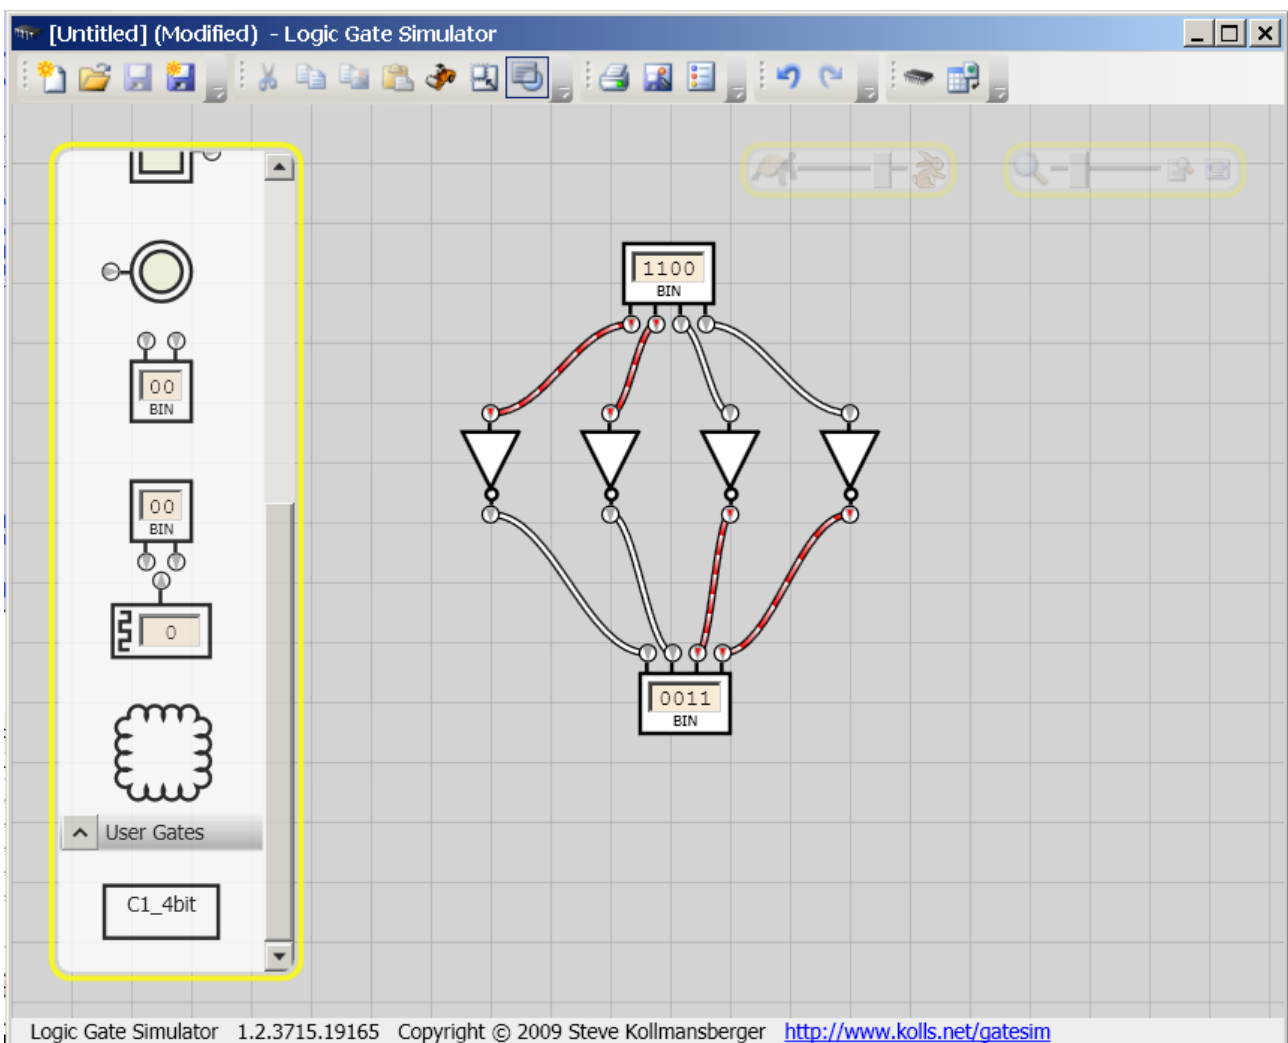 [Untitled] (Modified) - Logic Gate Simulator
00
BIN
00
BIN
0
User Gates
C1_4bit
1100
BIN
0011
BIN
Logic Gate Simulator 1.2.3715.19165 Copyright © 2009 Steve Kollmansberger http://www.kolls.net/gatesim